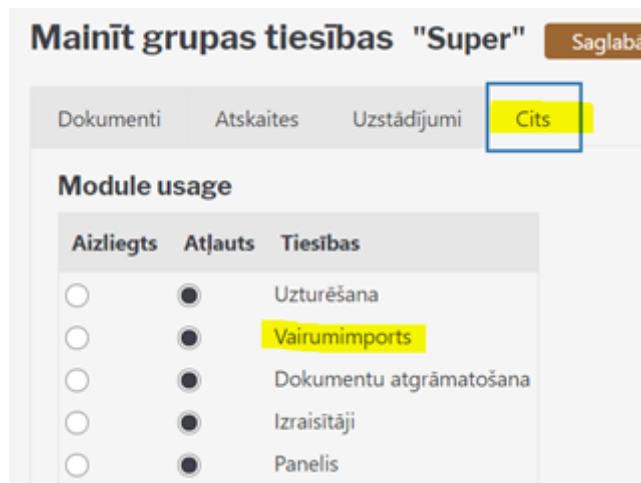 Mainīt grupas tiesības "Super"
Dokumenti Atskaites Uzstādījumi Cits
Module usage
Aizliegts Atļauts Tiesības
Uzturēšana
Vairumimports
Dokumentu atgrāmatošana
Izraisītāji
Panelis